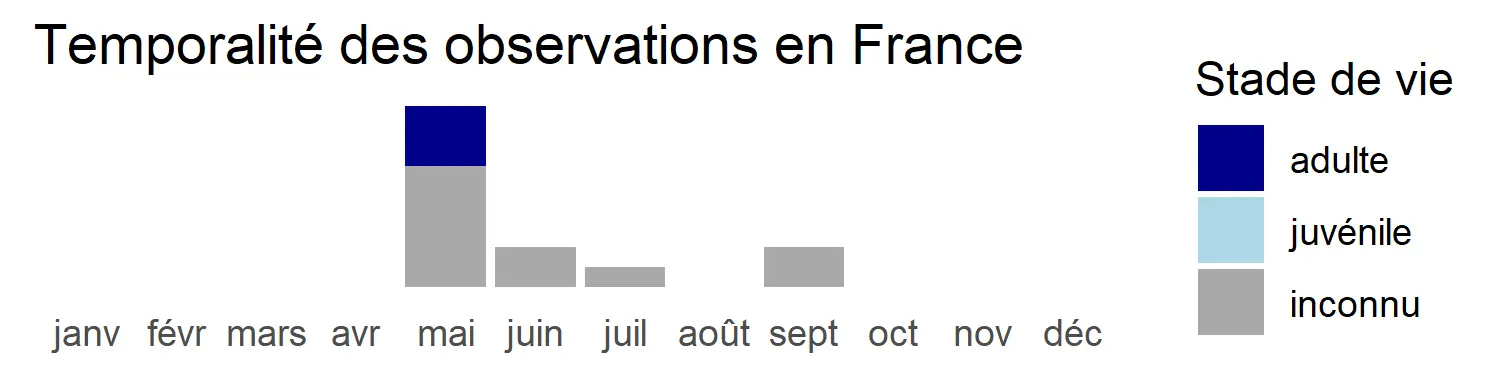 Temporalité des observations en France
Stade de vie
adulte
juvénile
inconnu
janv févr mars avr mai juin juil août sept oct nov déc